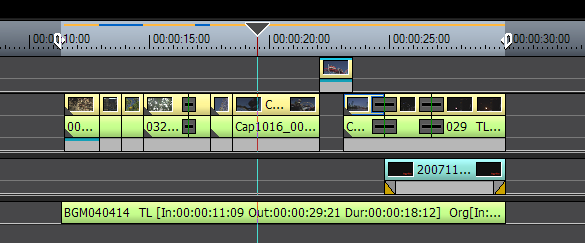 00:00:10:00 00:00:15:00 00:00:20:00 00:00:25:00 00:00:30:00
C...
00... 032... Cap1016_00... C... 029 TL...
200711...
BGM040414 TL [In:00:00:11:09 Out:00:00:29:21 Dur:00:00:18:12] Org[In:...